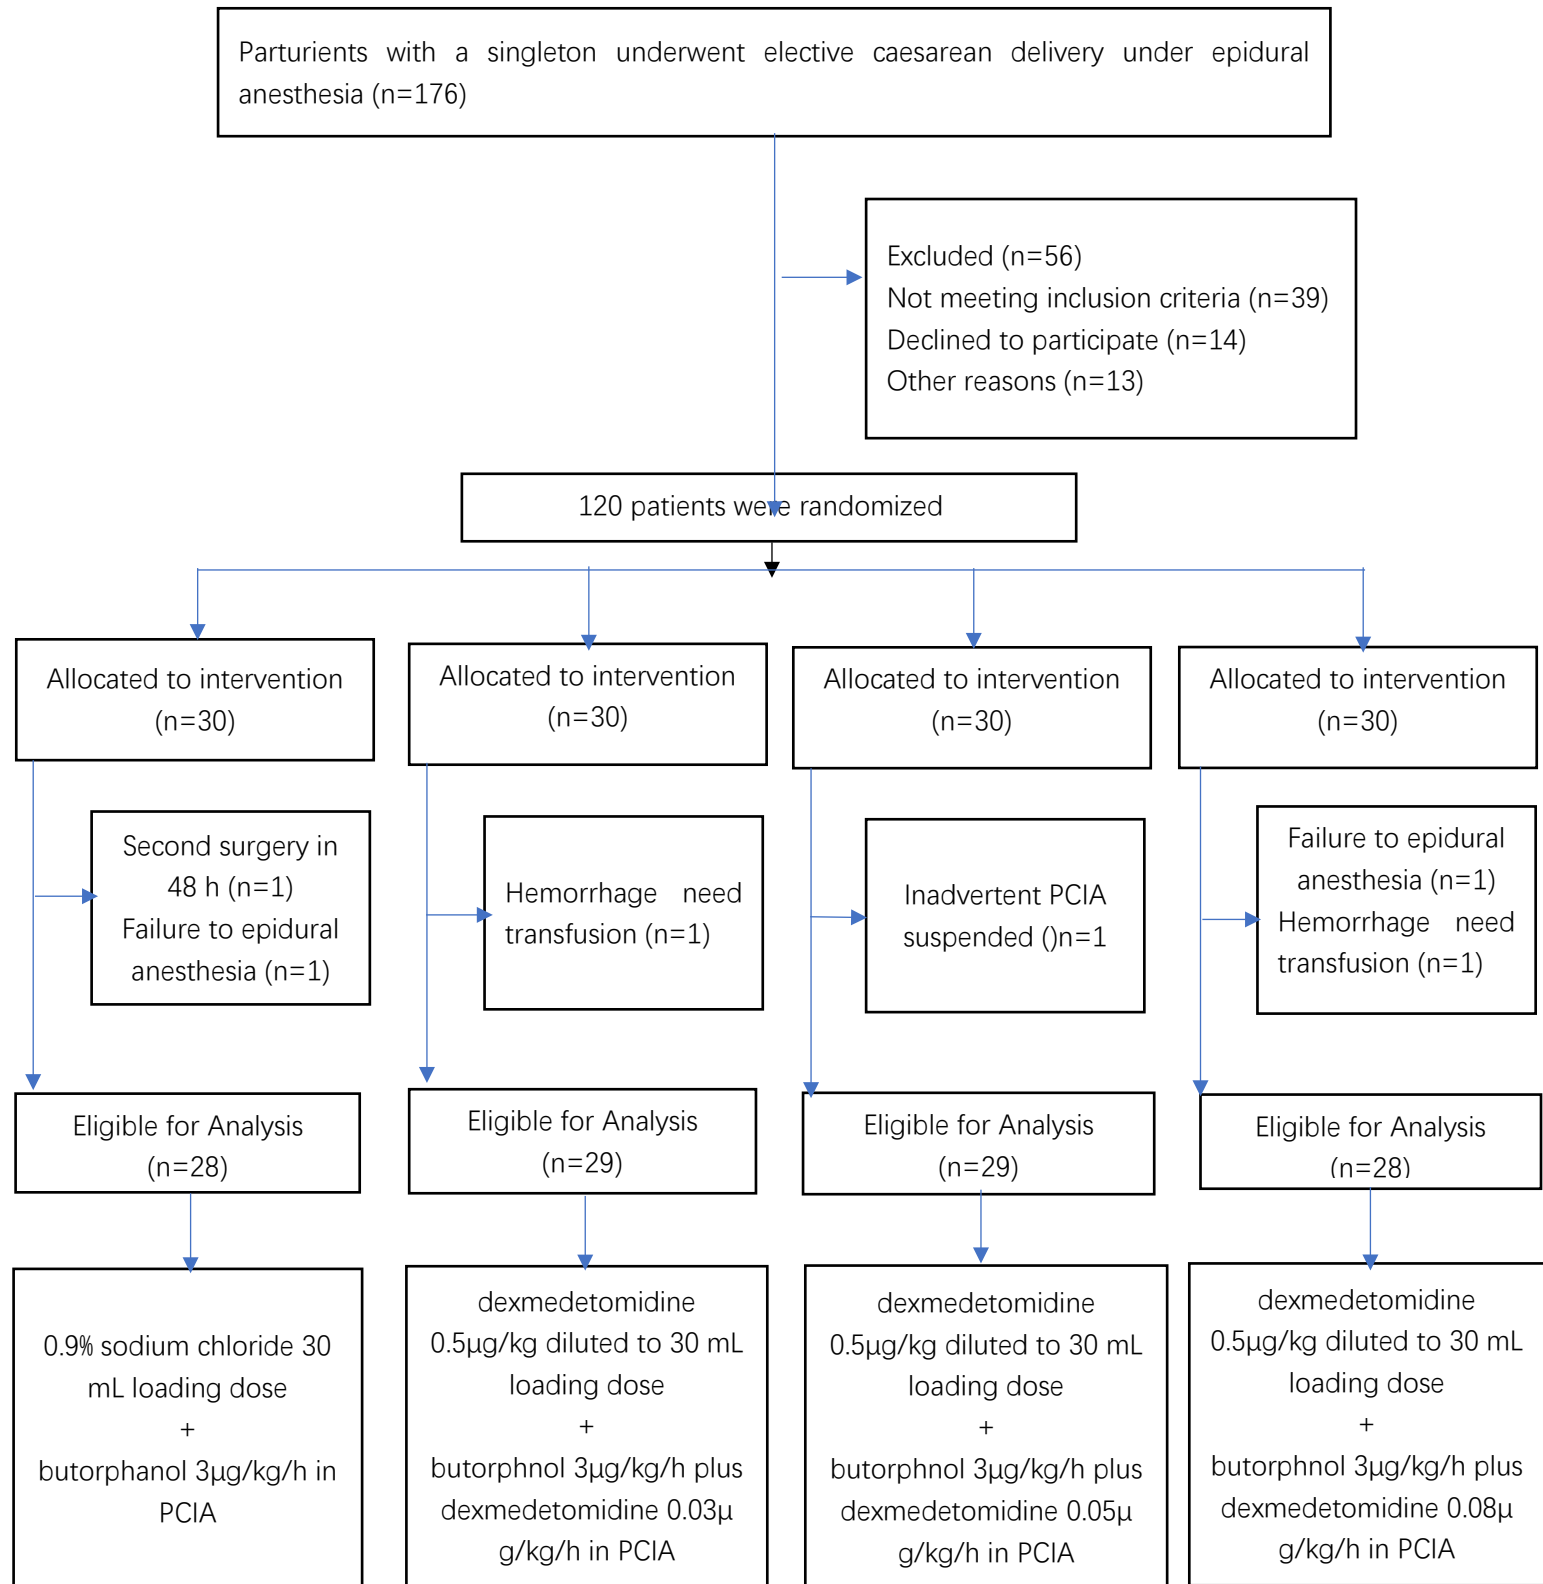 Parturients with a singleton underwent elective caesarean delivery under epidural
anesthesia (n=176)
Excluded (n=56)
Not meeting inclusion criteria (n=39)
Declined to participate (n=14)
Other reasons (n=13)
120 patients were randomized
Allocated to intervention
(n=30)
Allocated to intervention
(n=30)
Allocated to intervention
(n=30)
Allocated to intervention
(n=30)
Second surgery in
48 h (n=1)
Failure to epidural
anesthesia (n=1)
Hemorrhage need
transfusion (n=1)
Inadvertent PCIA
suspended ()n=1
Failure to epidural
anesthesia (n=1)
Hemorrhage need
transfusion (n=1)
Eligible for Analysis
(n=28)
Eligible for Analysis
(n=29)
Eligible for Analysis
(n=29)
Eligible for Analysis
(n=28)
0.9% sodium chloride 30
mL loading dose
+
butorphanol 3μg/kg/h in
PCIA
dexmedetomidine
0.5μg/kg diluted to 30 mL
loading dose
+
butorphnol 3μg/kg/h plus
dexmedetomidine 0.03μ
g/kg/h in PCIA
dexmedetomidine
0.5μg/kg diluted to 30 mL
loading dose
+
butorphnol 3μg/kg/h plus
dexmedetomidine 0.05μ
g/kg/h in PCIA
dexmedetomidine
0.5μg/kg diluted to 30 mL
loading dose
+
butorphnol 3μg/kg/h plus
dexmedetomidine 0.08μ
g/kg/h in PCIA